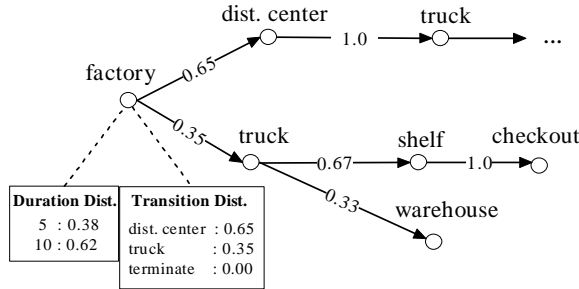 dist. center
truck
0.65
1.0
...
factory
0.35
truck
shelf
checkout
0.67
1.0
0.33
warehouse
Duration Dist.
5 : 0.38
10 : 0.62
Transition Dist.
dist. center : 0.65
truck : 0.35
terminate : 0.00